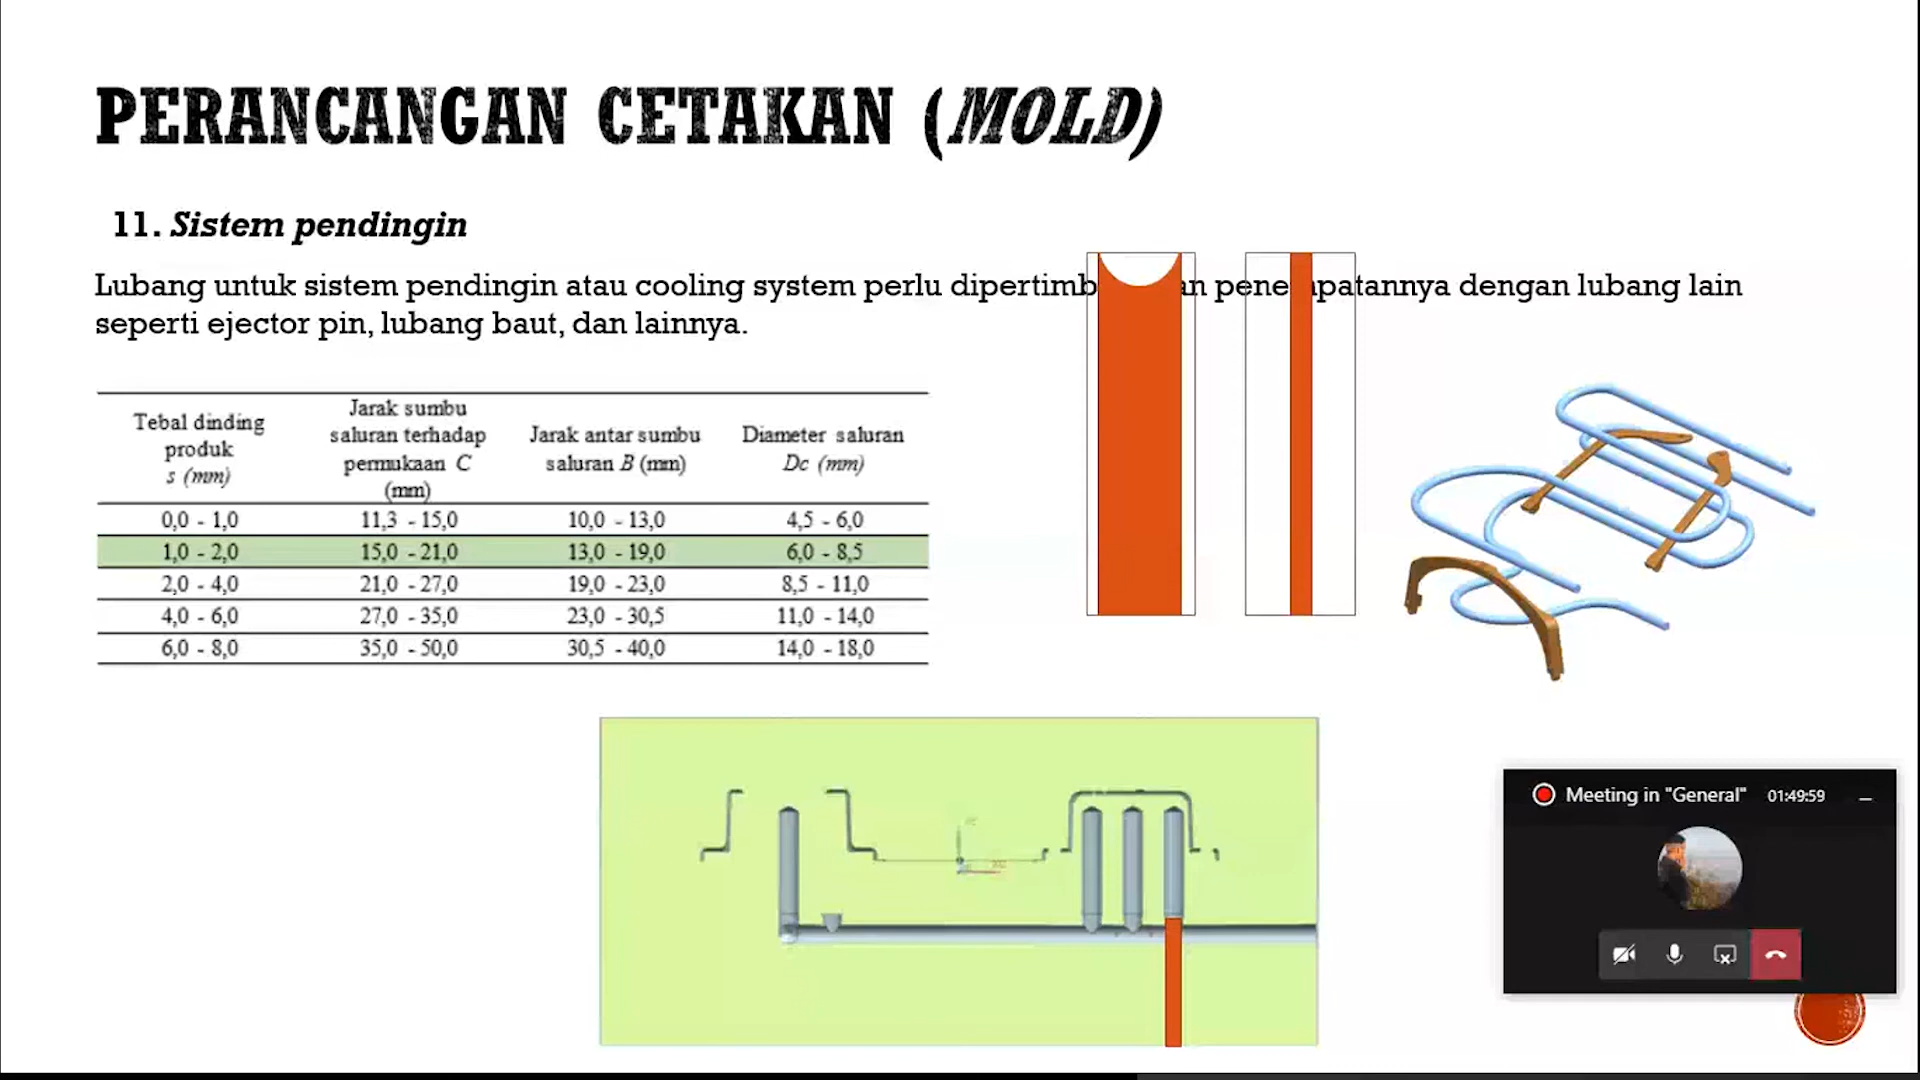 PERANCANGAN CETAKAN (MOLD)
11. Sistem pendingin
Lubang untuk sistem pendingin atau cooling system perlu dengan lubang lain
seperti ejector pin, lubang baut, dan lainnya.
Tebal dinding produk s (mm) Jarak sumbu saluran terhadap permukaan C (mm) Jarak antar sumbu saluran B (mm) Diameter saluran Dc (mm)
0,0 - 1,0 11,3 - 15,0 10,0 - 13,0 4,5 - 6,0
1,0 - 2,0 15,0 - 21,0 13,0 - 19,0 6,0 - 8,5
2,0 - 4,0 21,0 - 27,0 19,0 - 23,0 8,5 - 11,0
4,0 - 6,0 27,0 - 35,0 23,0 - 30,5 11,0 - 14,0
6,0 - 8,0 35,0 - 50,0 30,5 - 40,0 14,0 - 18,0
Meeting in "General" 01:49:59